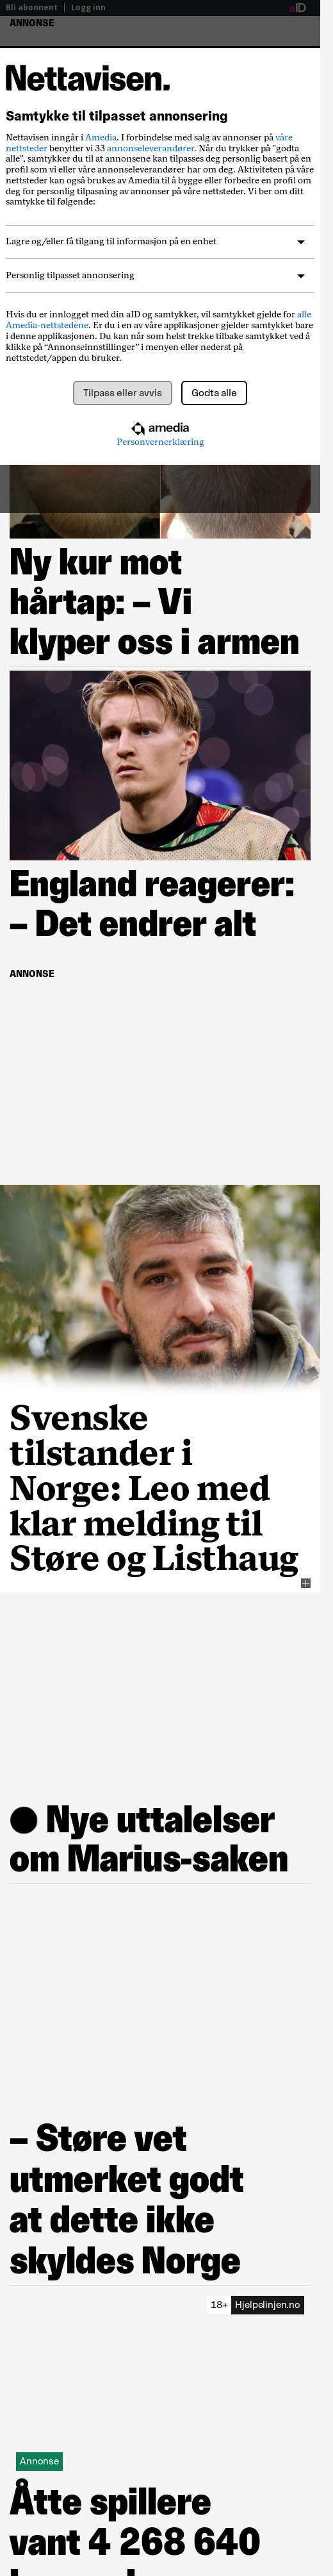 Bli abonnent | Logg inn aID
ANNONSE
Nettavisen.
Samtykke til tilpasset annonsering
Nettavisen inngår i Amedia. I forbindelse med salg av annonser på våre
nettsteder benytter vi 33 annonseleverandører. Når du trykker på "godta
alle", samtykker du til at annonsene kan tilpasses deg personlig basert på en
profil som vi eller våre annonseleverandører har om deg. Aktiviteten på våre
nettsteder kan også brukes av Amedia til å bygge eller forbedre en profil om
deg for personlig tilpasning av annonser på våre nettsteder. Vi ber om ditt
samtykke til følgende:
Lagre og/eller få tilgang til informasjon på en enhet
Personlig tilpasset annonsering
Hvis du er innlogget med din aID og samtykker, vil samtykket gjelde for alle
Amedia-nettstedene. Er du i en av våre applikasjoner gjelder samtykket bare
i denne applikasjonen. Du kan når som helst trekke tilbake samtykket ved å
klikke på “Annonseinnstillinger” i menyen eller nederst på
nettstedet/appen du bruker.
Tilpass eller avvis Godta alle
amedia
Personvernerklæring
Ny kur mot
hårtap: – Vi
klyper oss i armen
England reagerer:
– Det endrer alt
ANNONSE
Svenske
tilstander i
Norge: Leo med
klar melding til
Støre og Listhaug
● Nye uttalelser
om Marius-saken
– Støre vet
utmerket godt
at dette ikke
skyldes Norge
18+ Hjelpelinjen.no
Annonse
Åtte spillere
vant 4 268 640